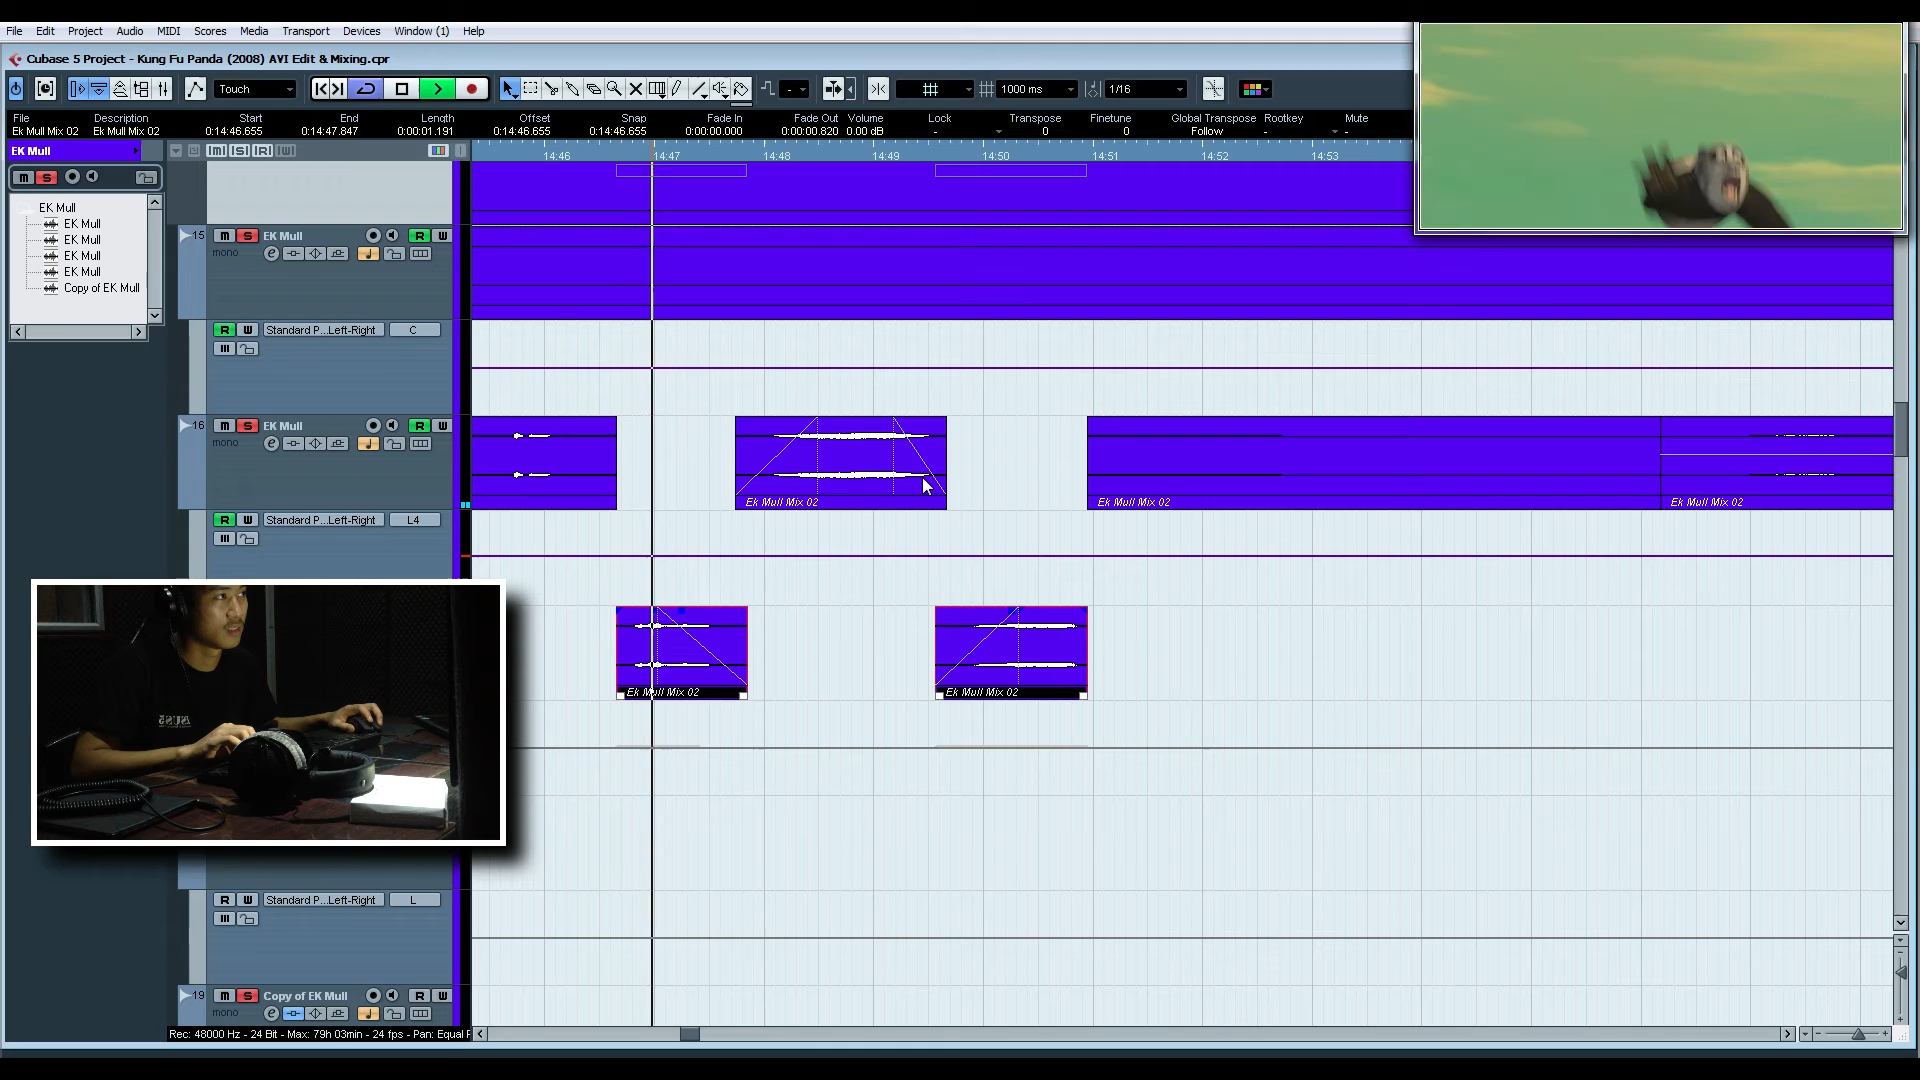 File Edit Project Audio MIDI Scores Media Transport Devices Window (1) Help
Cubase 5 Project - Kung Fu Panda (2008) AVI Edit & Mixing.cpr
Touch 1000 ms 1/16
File Description Start End Length Offset Snap Fade In Fade Out Volume Lock Transpose Finetune Global Transpose Rootkey Mute
Ek Mull Mix 02 Ek Mull Mix 02 0:14:46.655 0:14:47.847 0:00:01.191 0:14:46.655 0:14:46.655 0:00:00.000 0:00:00.820 0.00 dB - 0 0 Follow - -
EK Mull
14:46 14:47 14:48 14:49 14:50 14:51 14:52 14:53
m S
EK Mull
EK Mull
EK Mull
EK Mull
EK Mull
Copy of EK Mull
15 m S EK Mull R W
mono e
R W Standard P...Left-Right C
16 m S EK Mull R W
mono e
Ek Mull Mix 02 Ek Mull Mix 02 Ek Mull Mix 02
R W Standard P...Left-Right L4
Ek Mull Mix 02 Ek Mull Mix 02
R W Standard P...Left-Right L
19 m S Copy of EK Mull R W
mono e
Rec: 48000 Hz - 24 Bit - Max: 79h 03min - 24 fps - Pan: Equal P